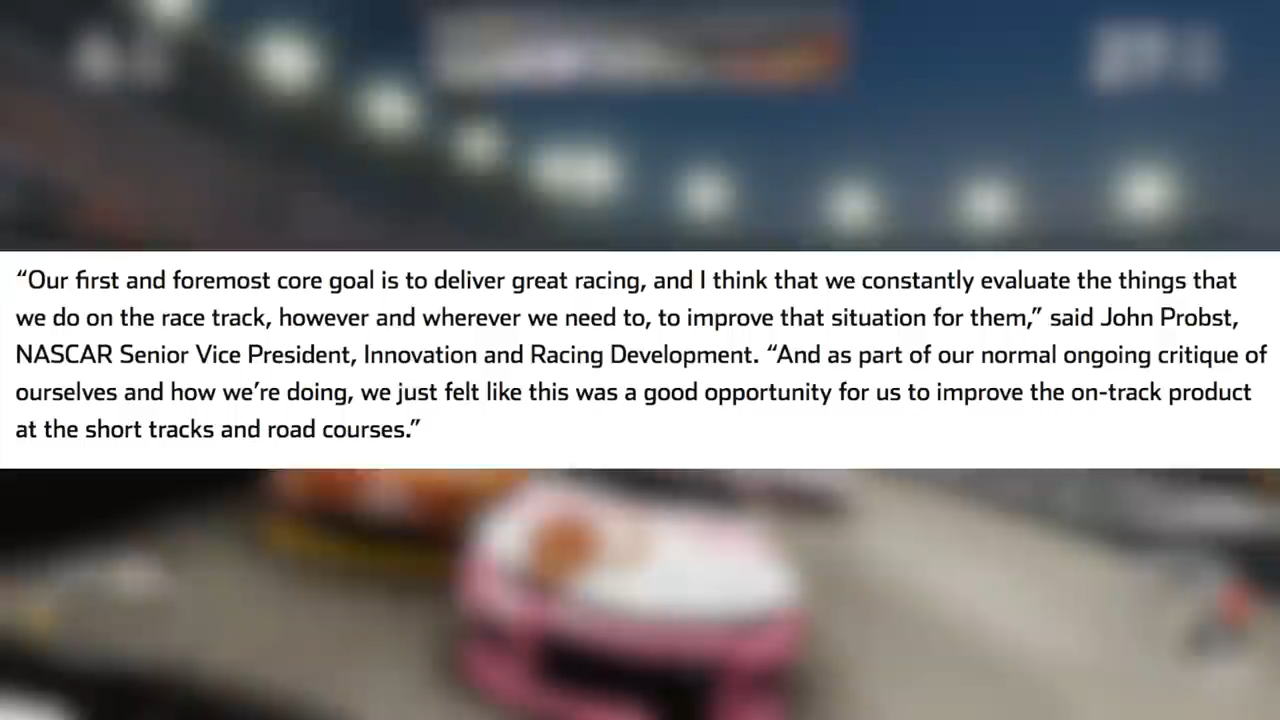 “Our first and foremost core goal is to deliver great racing, and I think that we constantly evaluate the things that
we do on the race track, however and wherever we need to, to improve that situation for them,” said John Probst,
NASCAR Senior Vice President, Innovation and Racing Development. “And as part of our normal ongoing critique of
ourselves and how we’re doing, we just felt like this was a good opportunity for us to improve the on-track product
at the short tracks and road courses.”